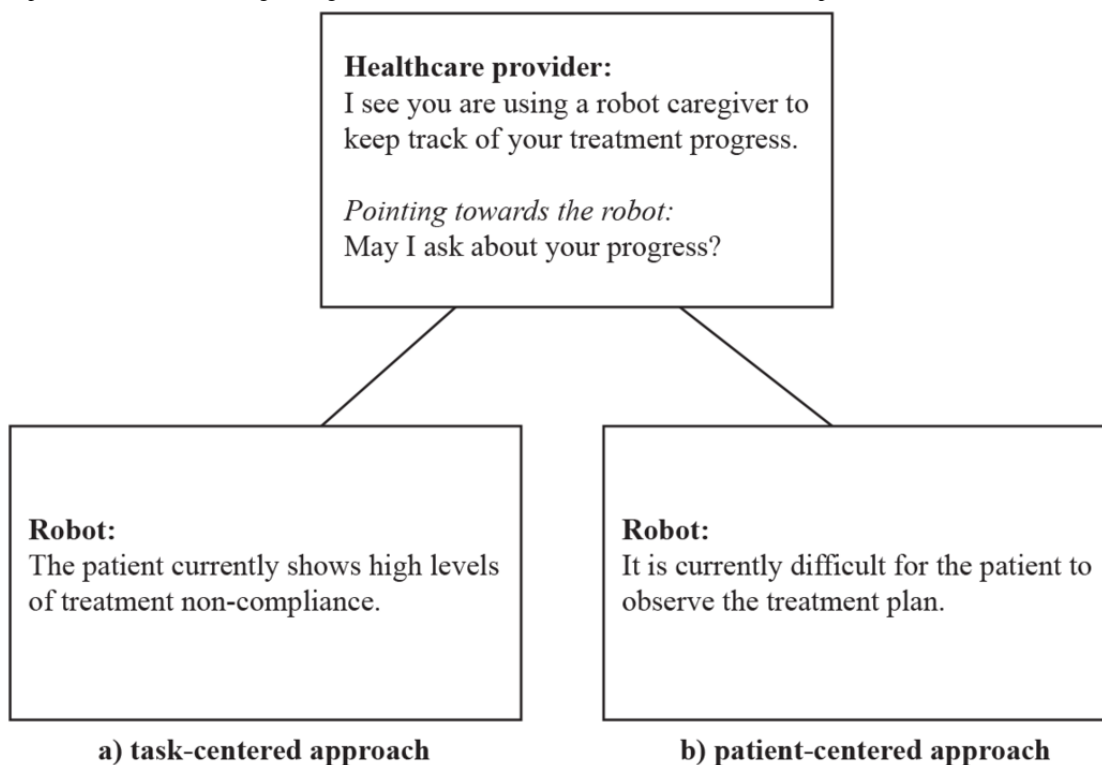 Healthcare provider:
I see you are using a robot caregiver to
keep track of your treatment progress.
Pointing towards the robot:
May I ask about your progress?
Robot:
The patient currently shows high levels
of treatment non-compliance.
a) task-centered approach
Robot:
It is currently difficult for the patient to
observe the treatment plan.
b) patient-centered approach